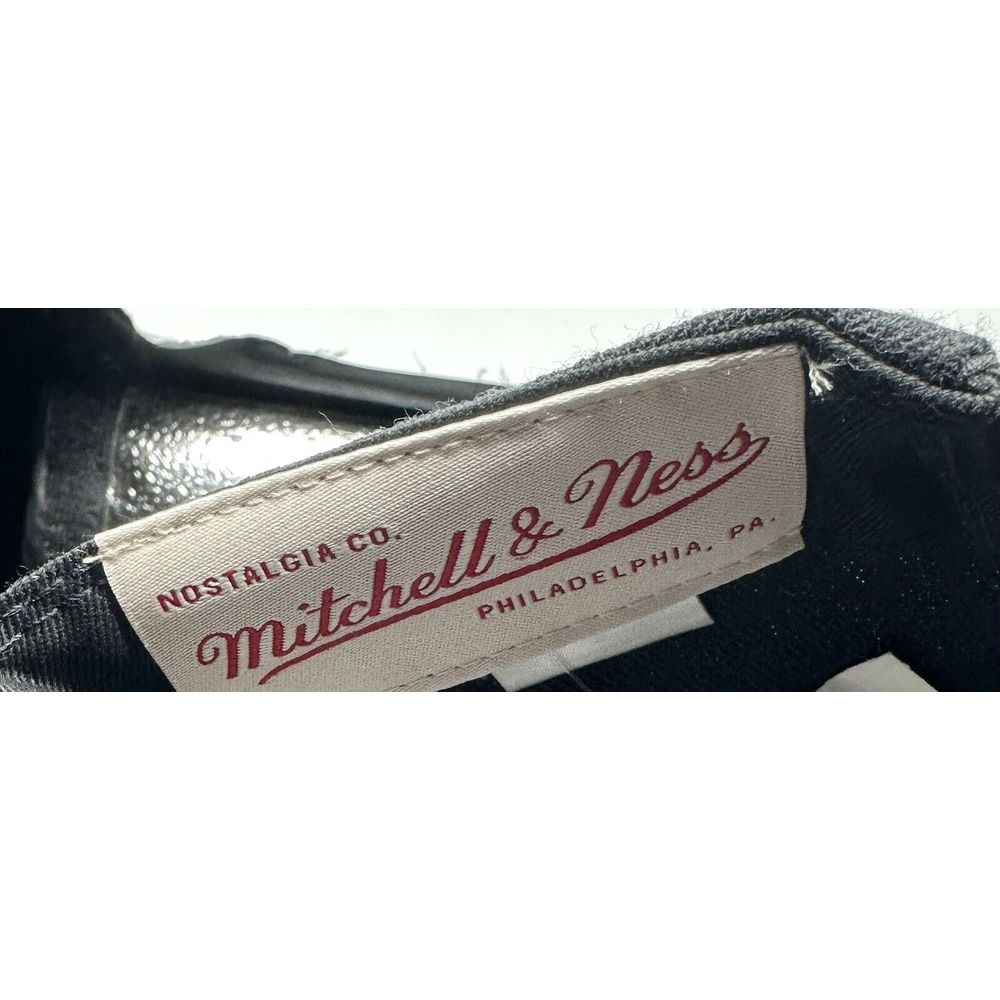 NOSTALGIA CO.
Mitchell & Ness
PHILADELPHIA, PA.